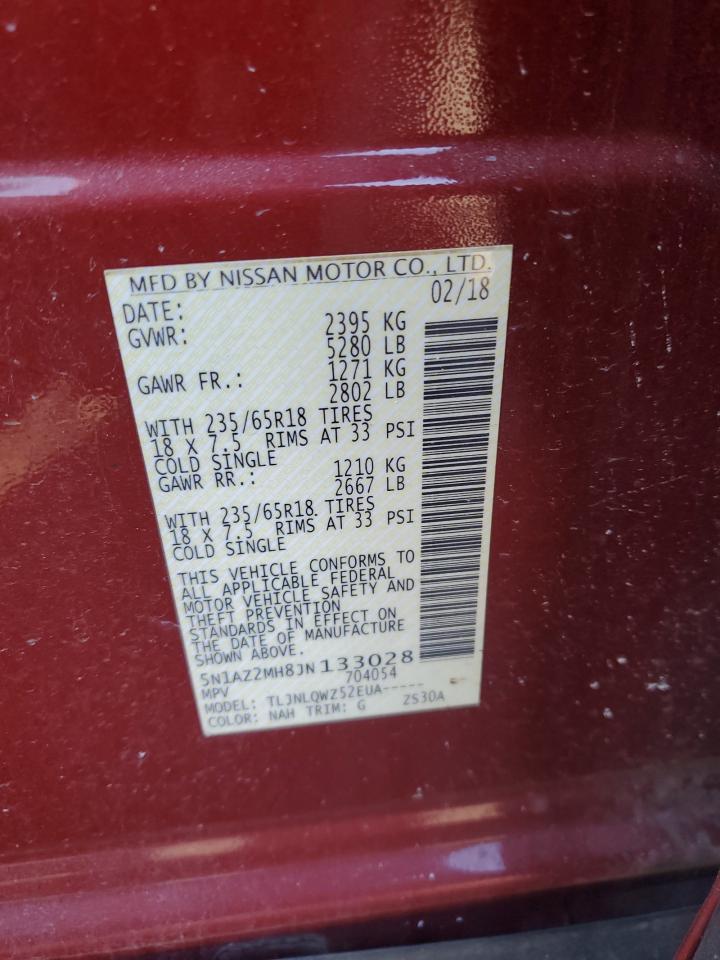 MFD BY NISSAN MOTOR CO., LTD.
DATE: 02/18
GVWR: 2395 KG
5280 LB
GAWR FR.: 1271 KG
2802 LB
WITH 235/65R18 TIRES
18 X 7.5 RIMS AT 33 PSI
COLD SINGLE
GAWR RR.: 1210 KG
2667 LB
WITH 235/65R18 TIRES
18 X 7.5 RIMS AT 33 PSI
COLD SINGLE
THIS VEHICLE CONFORMS TO
ALL APPLICABLE FEDERAL
MOTOR VEHICLE SAFETY AND
THEFT PREVENTION
STANDARDS IN EFFECT ON
THE DATE OF MANUFACTURE
SHOWN ABOVE.
5N1AZ2MH8JN133028
MPV 704054
MODEL: TLJNLQWZ52EUA-----
COLOR: NAH TRIM: G ZS30A